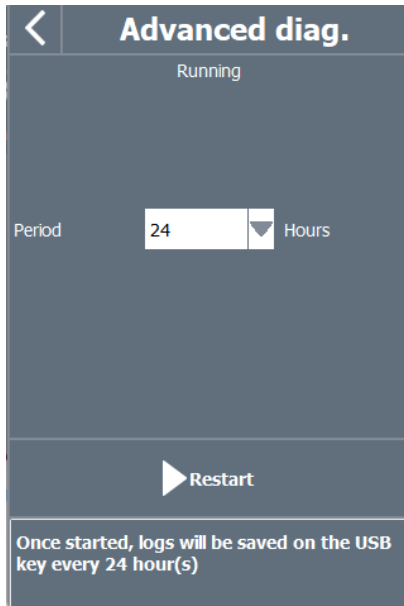 Advanced diag.
Running
Period 24 Hours
Restart
Once started, logs will be saved on the USB
key every 24 hour(s)